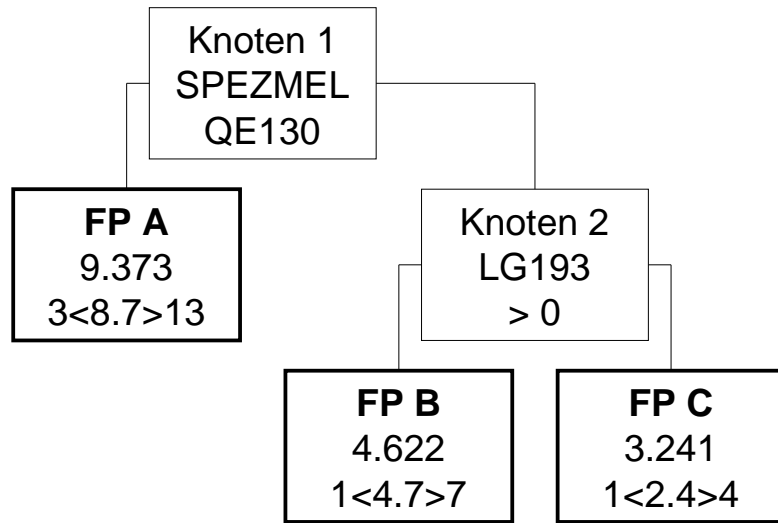 Knoten 1
SPEZMEL
QE130
FP A
9.373
3<8.7>13
Knoten 2
LG193
> 0
FP B
4.622
1<4.7>7
FP C
3.241
1<2.4>4